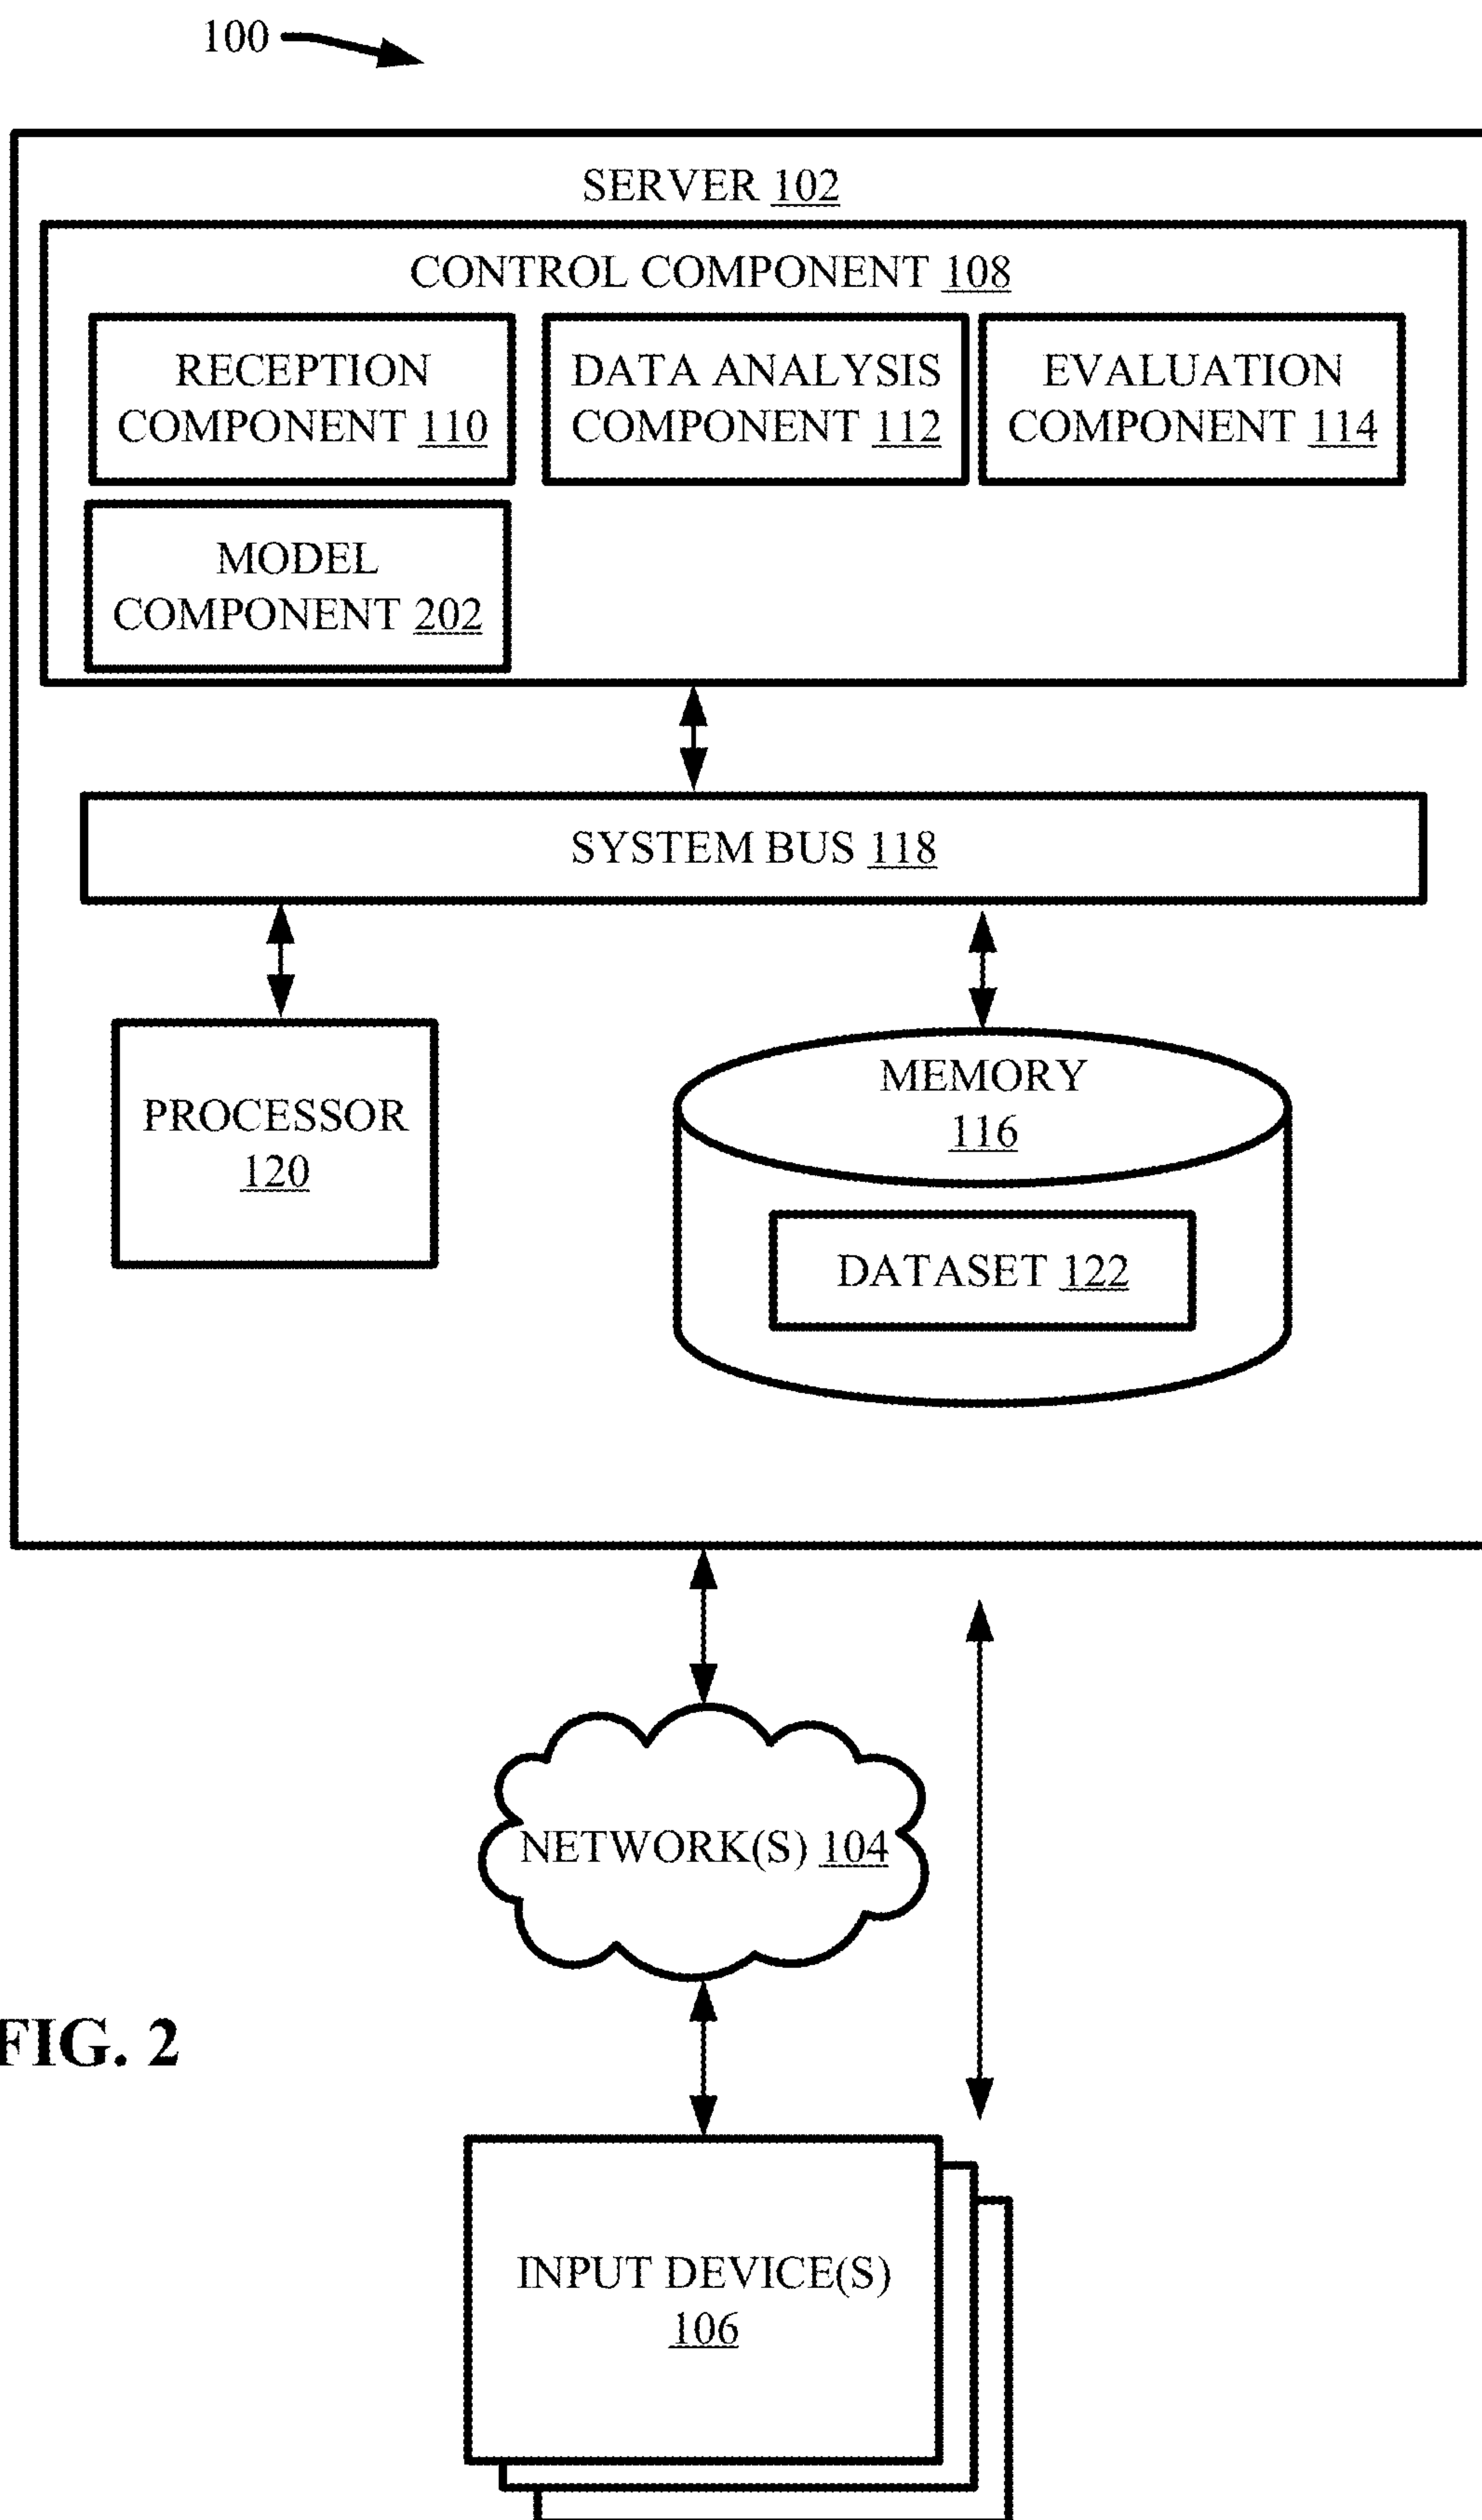 100
SERVER 102
CONTROL COMPONENT 108
RECEPTION
COMPONENT 110
DATA ANALYSIS
COMPONENT 112
EVALUATION
COMPONENT 114
MODEL
COMPONENT 202
SYSTEM BUS 118
PROCESSOR
120
MEMORY
116
DATASET 122
NETWORK(S) 104
FIG. 2
INPUT DEVICE(S)
106